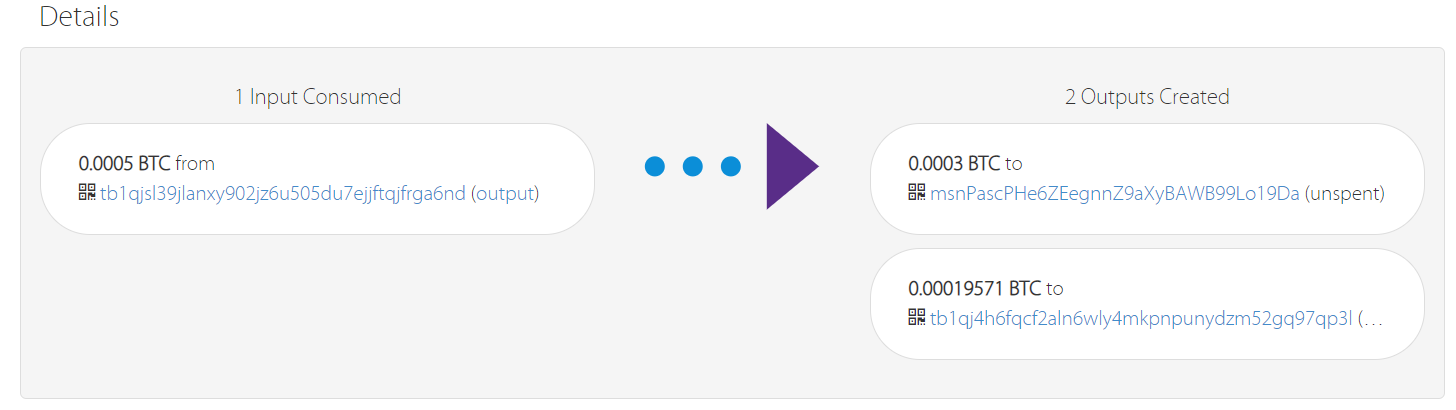 Details
1 Input Consumed
0.0005 BTC from
tb1qjsl39jlanxy902jz6u505du7ejjftqjfrga6nd (output)
2 Outputs Created
0.0003 BTC to
msnPascPHe6ZEegnnZ9aXyBAWB99Lo19Da (unspent)
0.00019571 BTC to
tb1qj4h6fqcf2aln6wly4mkpnpunydzm52gq97qp3l (…